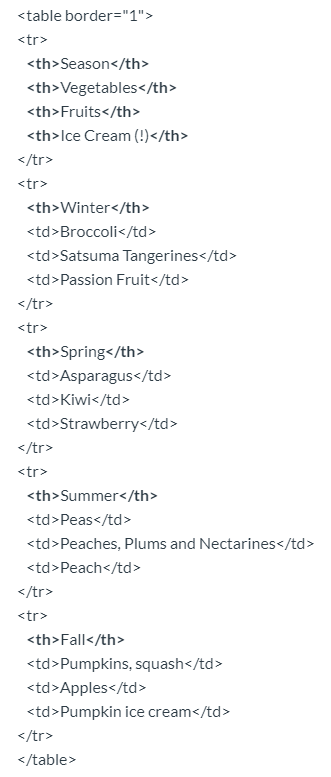 <table border="1">
<tr>
<th>Season</th>
<th>Vegetables</th>
<th>Fruits</th>
<th>Ice Cream (!)</th>
</tr>
<tr>
<th>Winter</th>
<td>Broccoli</td>
<td>Satsuma Tangerines</td>
<td>Passion Fruit</td>
</tr>
<tr>
<th>Spring</th>
<td>Asparagus</td>
<td>Kiwi</td>
<td>Strawberry</td>
</tr>
<tr>
<th>Summer</th>
<td>Peas</td>
<td>Peaches, Plums and Nectarines</td>
<td>Peach</td>
</tr>
<tr>
<th>Fall</th>
<td>Pumpkins, squash</td>
<td>Apples</td>
<td>Pumpkin ice cream</td>
</tr>
</table>